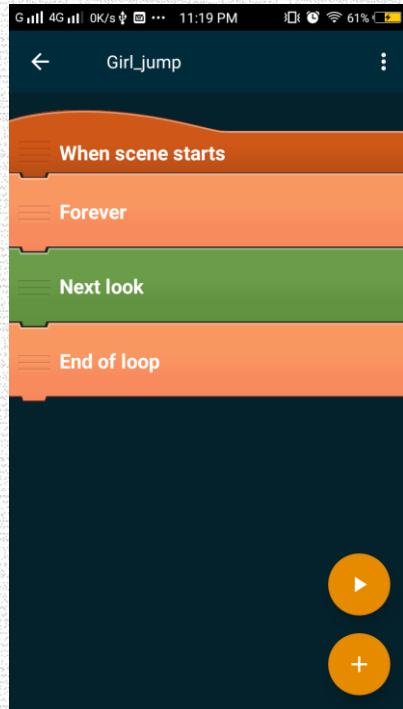 G 4G 0K/s ... 11:19 PM 61%
Girl_jump
When scene starts
Forever
Next look
End of loop